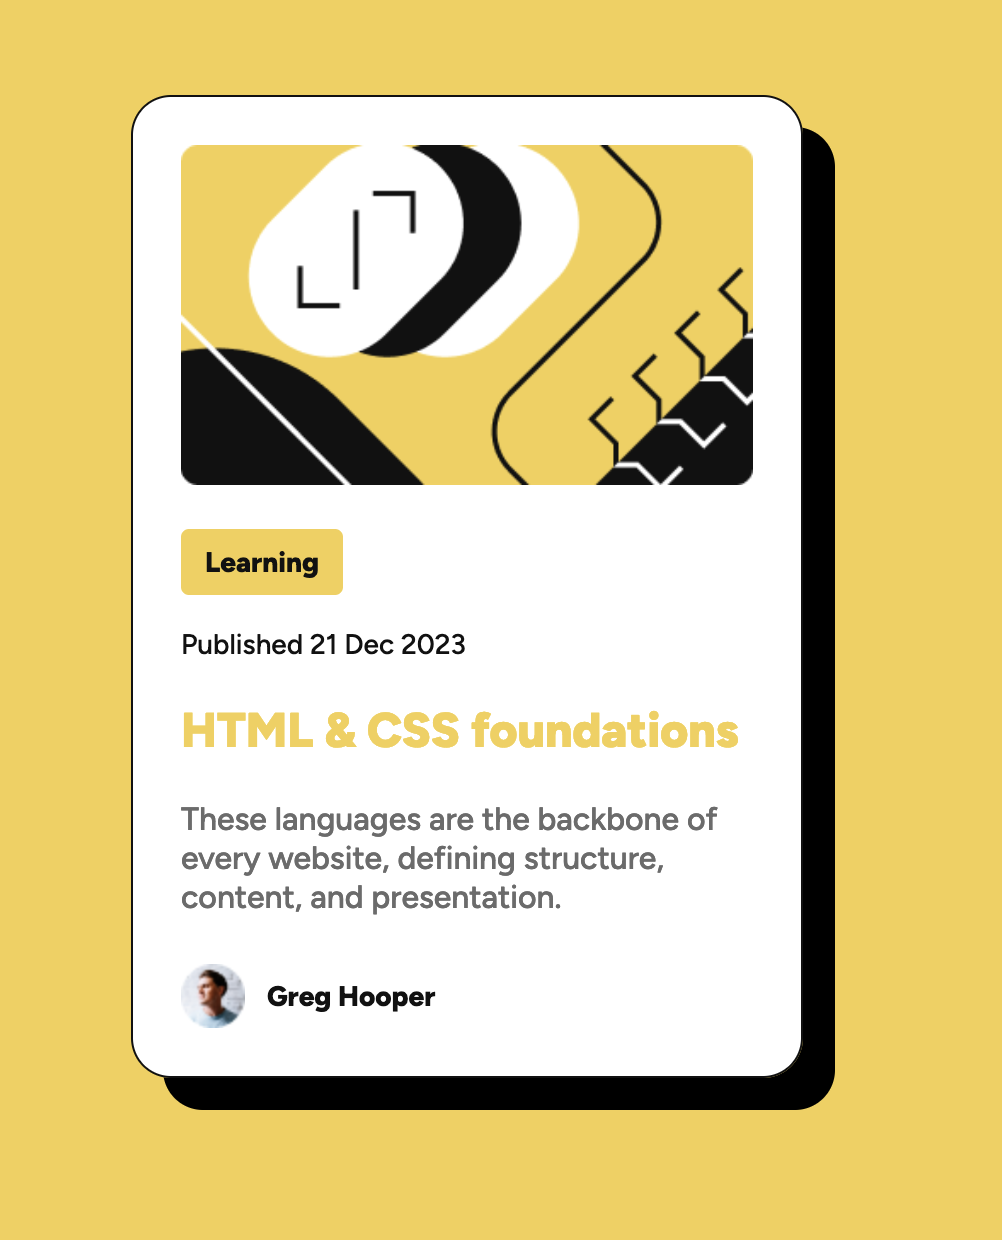 Learning
Published 21 Dec 2023
HTML & CSS foundations
These languages are the backbone of
every website, defining structure,
content, and presentation.
Greg Hooper